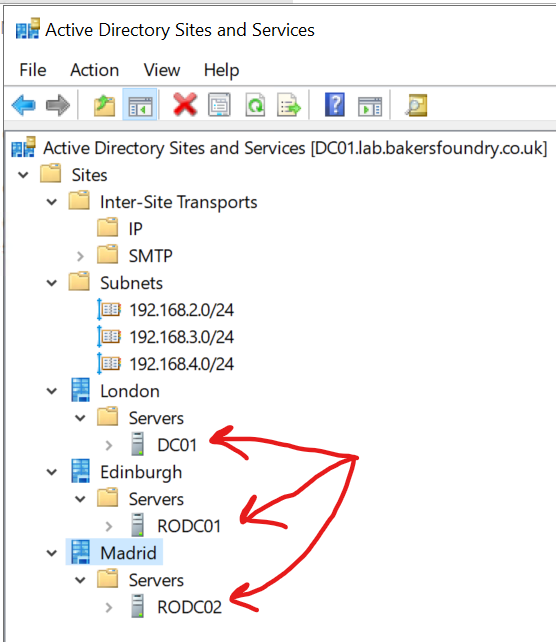 Active Directory Sites and Services
File Action View Help
Active Directory Sites and Services [DC01.lab.bakersfoundry.co.uk]
Sites
Inter-Site Transports
IP
SMTP
Subnets
192.168.2.0/24
192.168.3.0/24
192.168.4.0/24
London
Servers
DC01
Edinburgh
Servers
RODC01
Madrid
Servers
RODC02